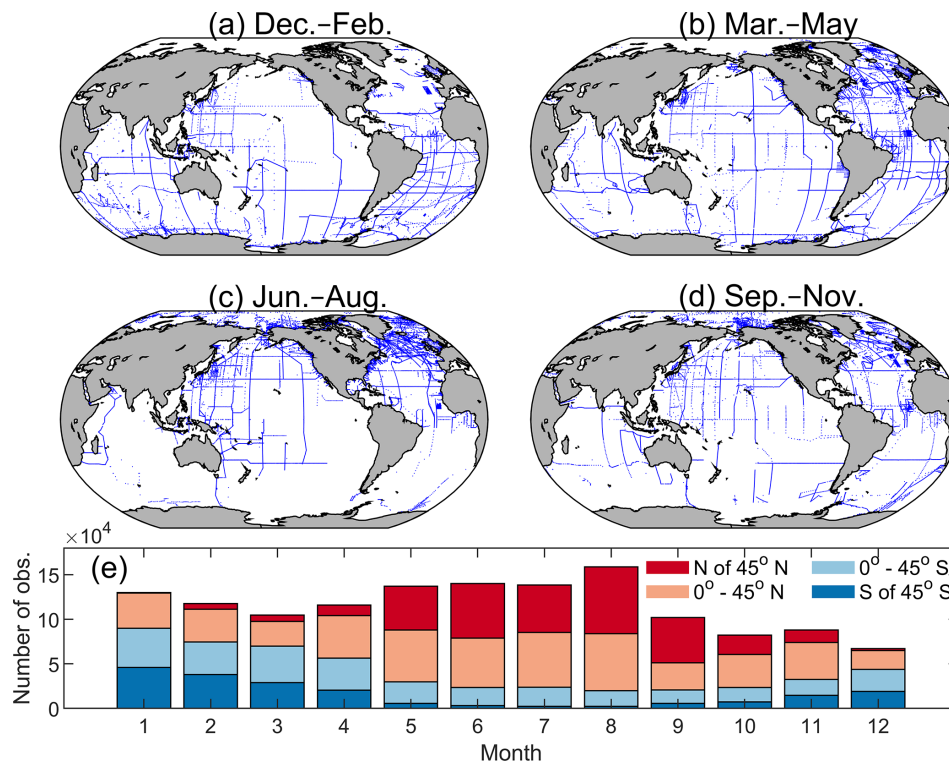 (a) Dec.–Feb.
(b) Mar.–May
(c) Jun.–Aug.
(d) Sep.–Nov.
×10⁴
(e)
N of 45° N
0° - 45° S
0° - 45° N
S of 45° S
15
10
5
0
Number of obs.
1 2 3 4 5 6 7 8 9 10 11 12
Month